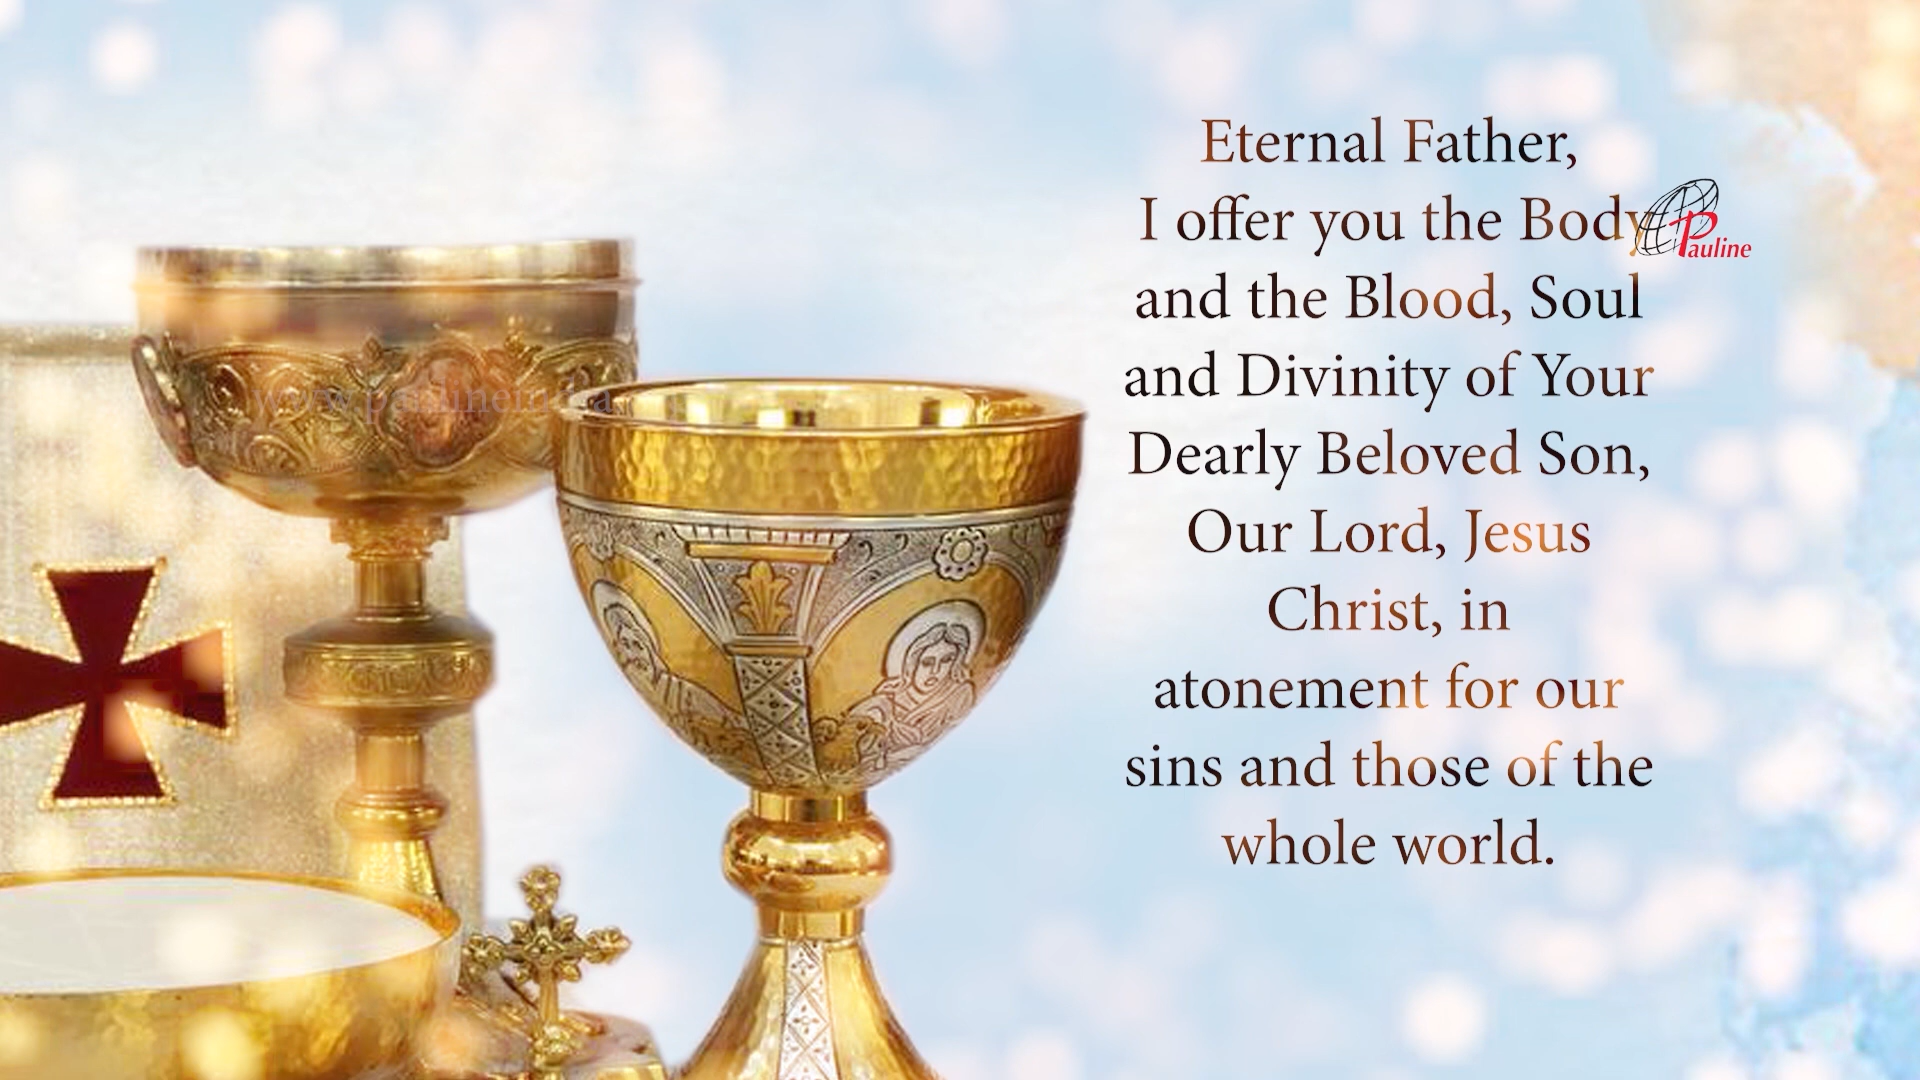 Eternal Father,
I offer you the Body
and the Blood, Soul
and Divinity of Your
Dearly Beloved Son,
Our Lord, Jesus
Christ, in
atonement for our
sins and those of the
whole world.
Pauline